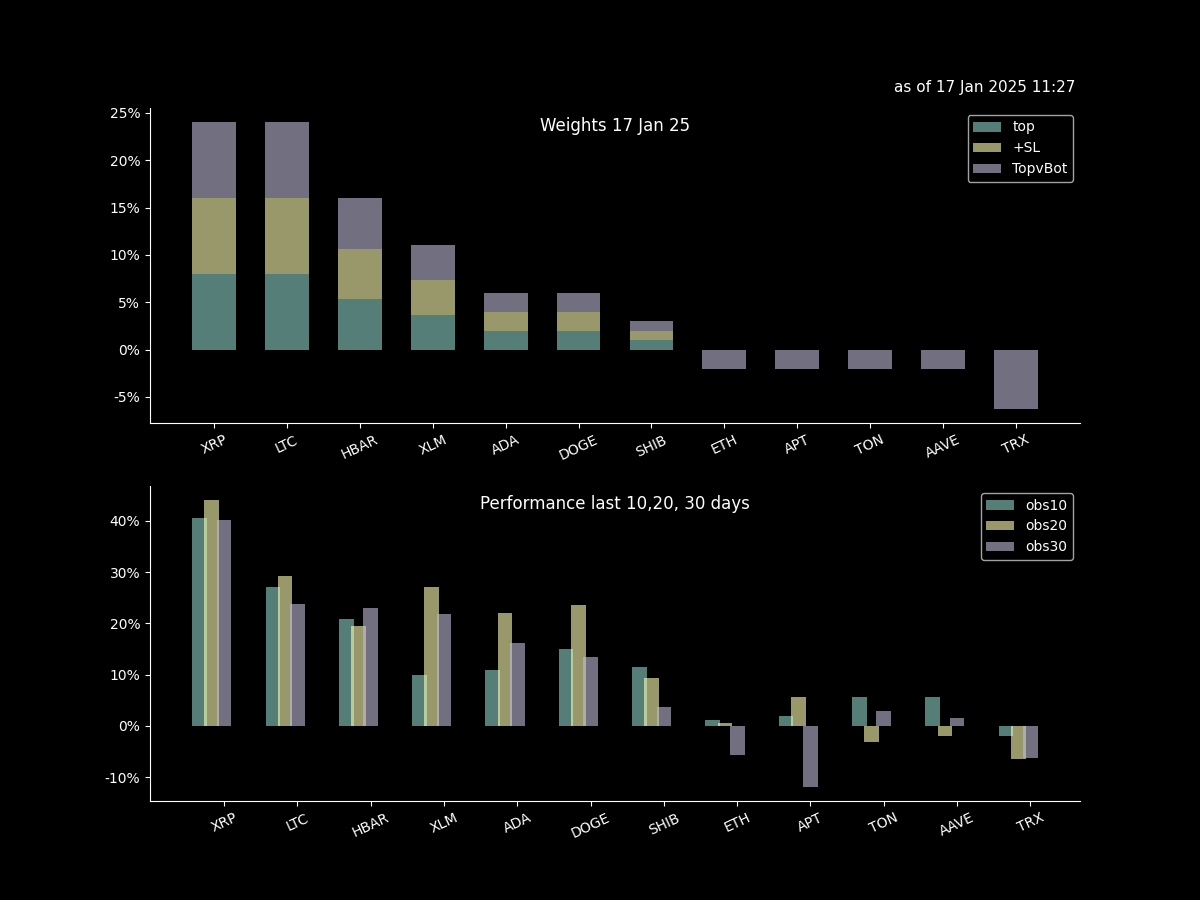 as of 17 Jan 2025 11:27
Weights 17 Jan 25
top
+SL
TopvBot
25%
20%
15%
10%
5%
0%
-5%
XRP LTC HBAR XLM ADA DOGE SHIB ETH APT TON AAVE TRX
Performance last 10,20, 30 days
obs10
obs20
obs30
40%
30%
20%
10%
0%
-10%
XRP LTC HBAR XLM ADA DOGE SHIB ETH APT TON AAVE TRX